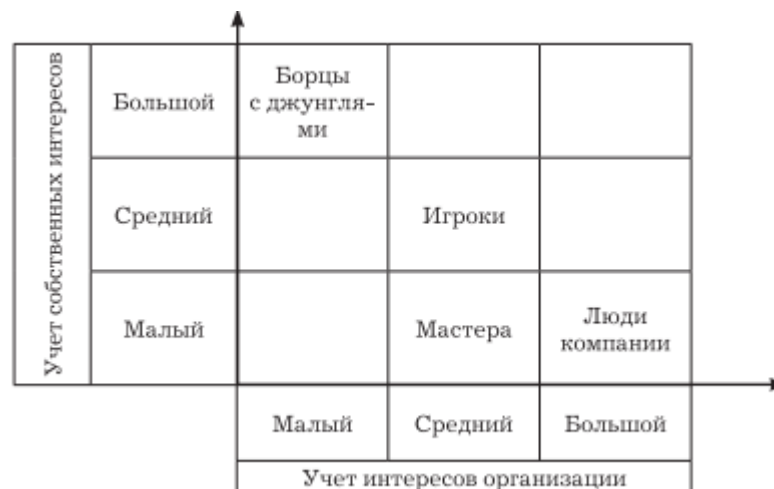 Учет собственных интересов
Большой
Борцы
с джунгля-
ми
Средний
Игроки
Малый
Мастера
Люди
компании
Малый
Средний
Большой
Учет интересов организации